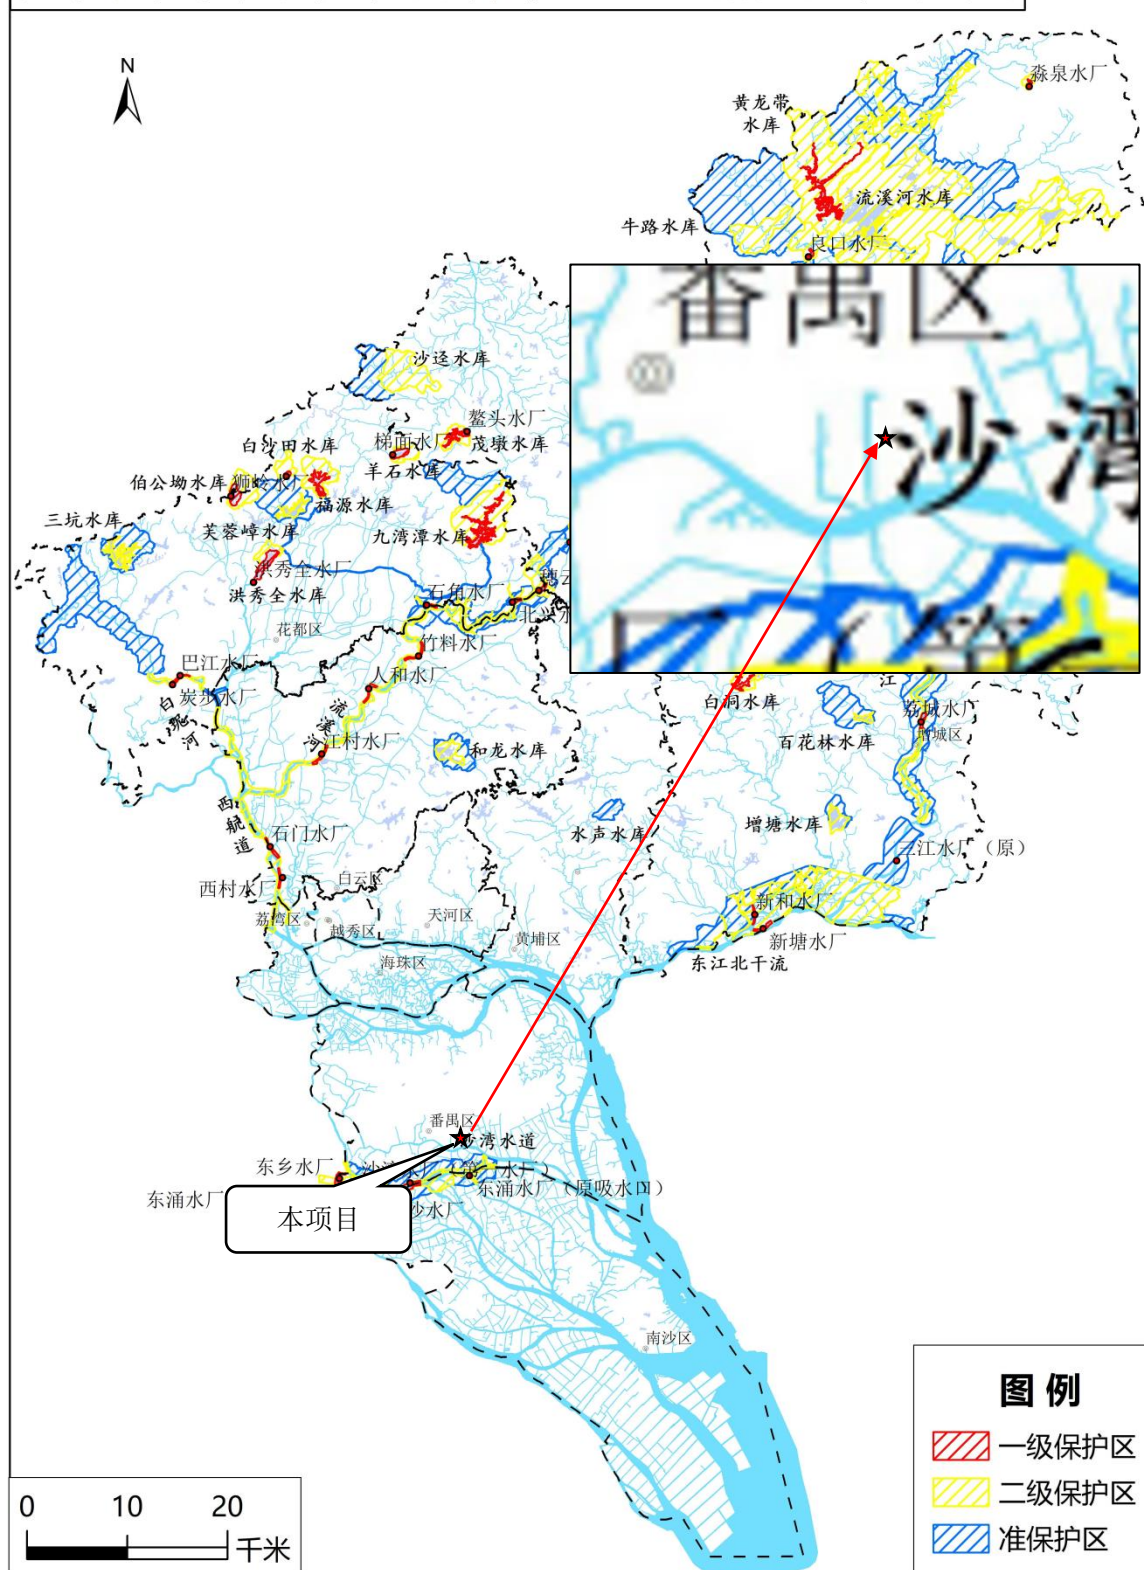 N
淼泉水厂
黄龙带
水库
流溪河水库
牛路水库
良口水厂
番禺区
沙湾
沙迳水库
鳌头水厂
梯面水厂
茂墩水库
白沙田水库
羊石水库
伯公坳水库
狮岭水厂
福源水库
三坑水库
芙蓉嶂水库
九湾潭水库
洪秀全水厂
洪秀全水库
石角水厂
穗云
北兴水
花都区
竹料水厂
巴江水厂
人和水厂
炭步水厂
白坭河
流溪河
江村水厂
和龙水库
白洞水库
江
荔城水厂
增城区
百花林水库
西航道
石门水厂
水声水库
增塘水库
三江水厂（原）
西村水厂
白云区
荔湾区
越秀区
天河区
黄埔区
新和水厂
新塘水厂
海珠区
东江北干流
番禺区
沙湾水道
东乡水厂
东涌水厂
东涌水厂（原吸水口）
沙水厂
本项目
南沙区
图 例
一级保护区
二级保护区
准保护区
0 10 20
千米